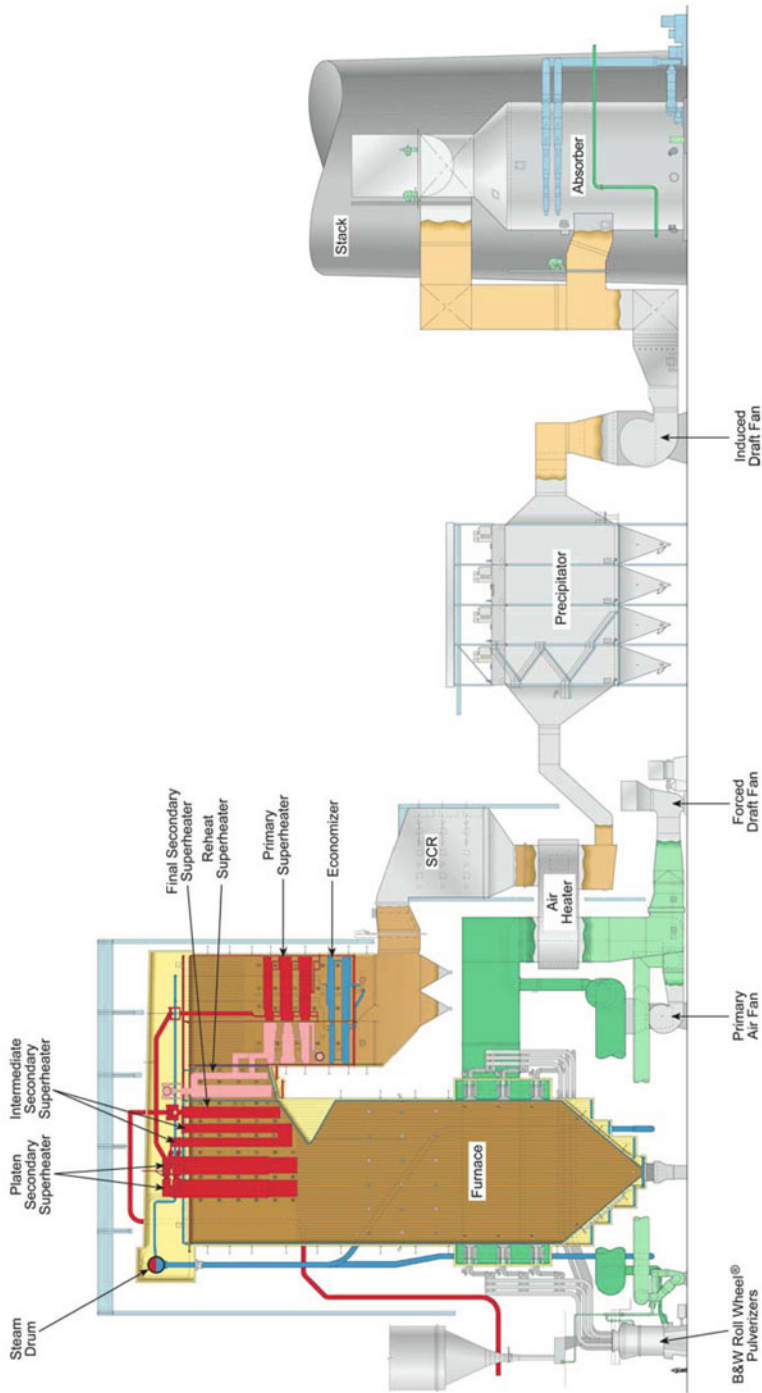 Steam
Drum
Platen
Secondary
Superheater
Intermediate
Secondary
Superheater
Final Secondary
Superheater
Reheat
Superheater
Primary
Superheater
Economizer
SCR
Air
Heater
Furnace
Precipitator
Stack
Absorber
B&W Roll Wheel®
Pulverizers
Primary
Air Fan
Forced
Draft Fan
Induced
Draft Fan